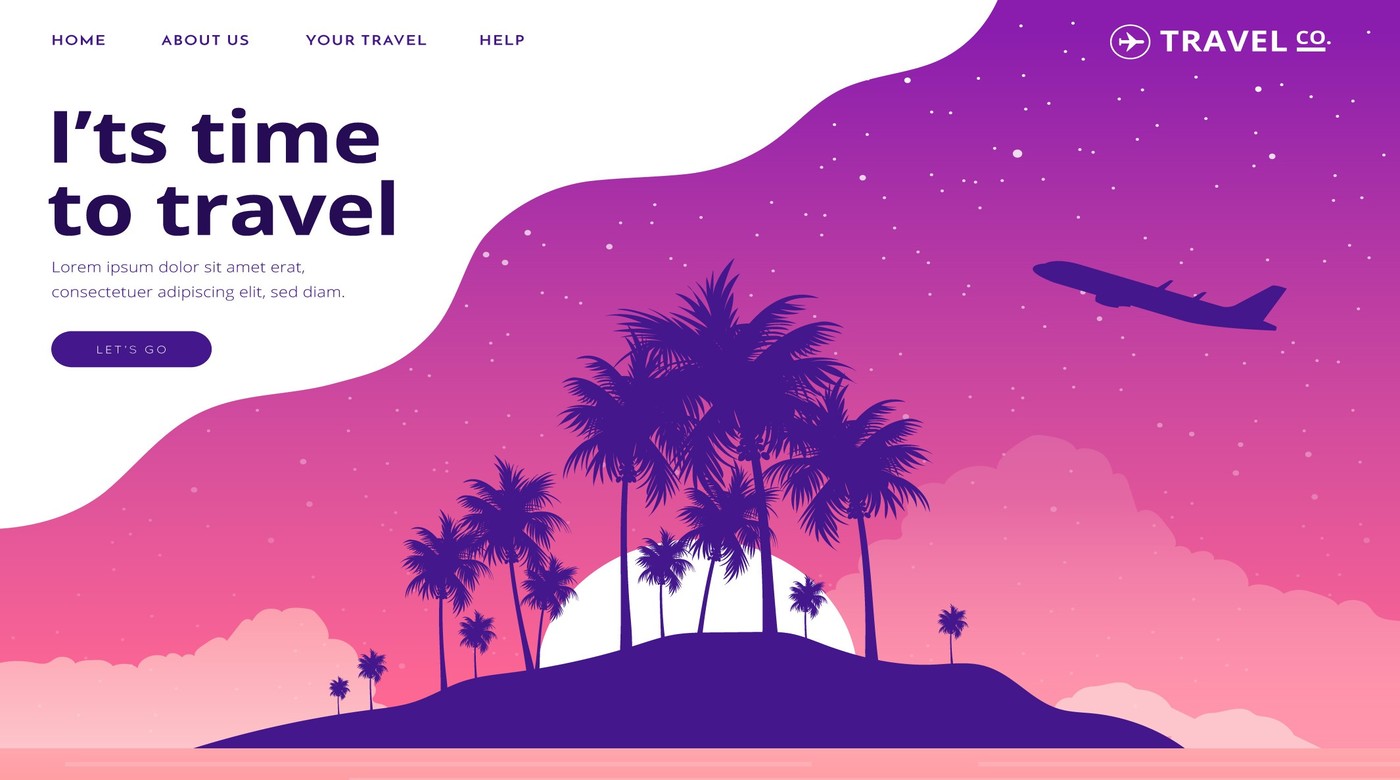 HOME ABOUT US YOUR TRAVEL HELP
TRAVEL CO.
I’ts time
to travel
Lorem ipsum dolor sit amet erat,
consectetuer adipiscing elit, sed diam.
LET'S GO